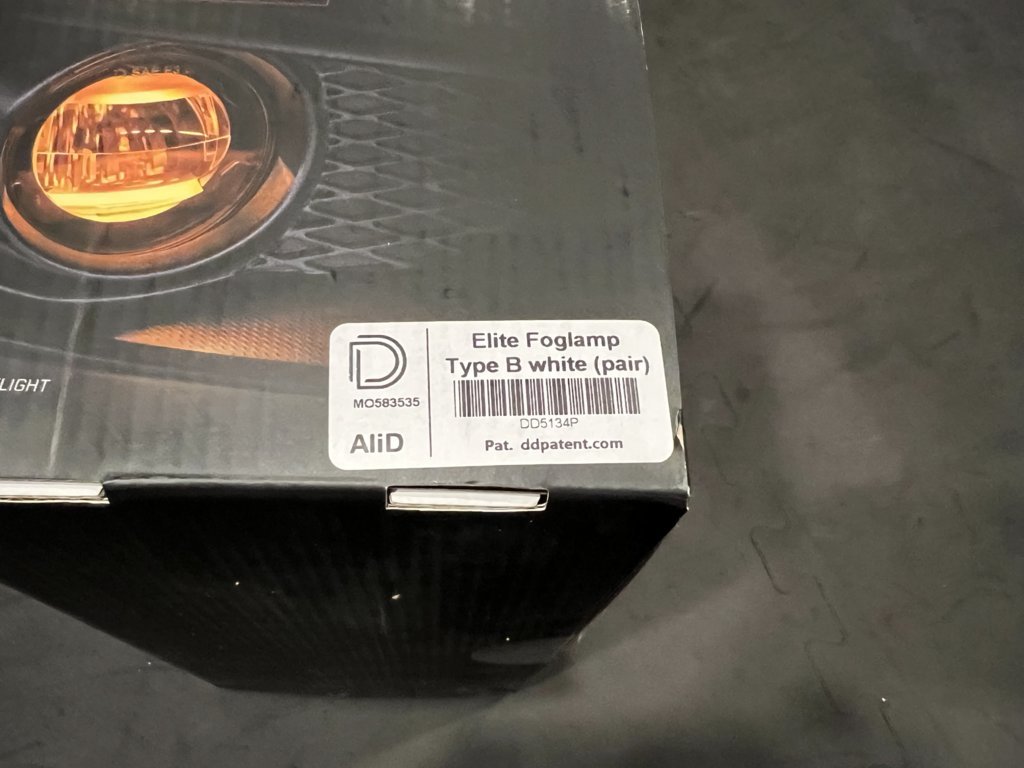 LIGHT
MO583535
AliD
Elite Foglamp
Type B white (pair)
DD5134P
Pat. ddpatent.com